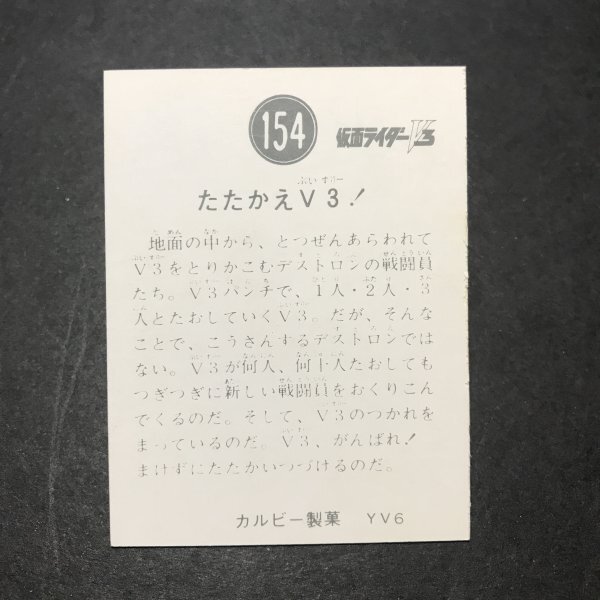 154
仮面ライダーV3
たたかえV3!
地面の中から、とつぜんあらわれて
V3をとりかこむデストロンの戦闘員
たち。V3パンチで、1人・2人・3
人とたおしていくV3。だが、そんな
ことで、こうさんするデストロンでは
ない。V3が何人、何十人たおしても
つぎつぎに新しい戦闘員をおくりこん
でくるのだ。そして、V3のつかれを
まっているのだ。V3、がんばれ!
まけずにたたかいつづけるのだ。
カルビー製菓 YV6